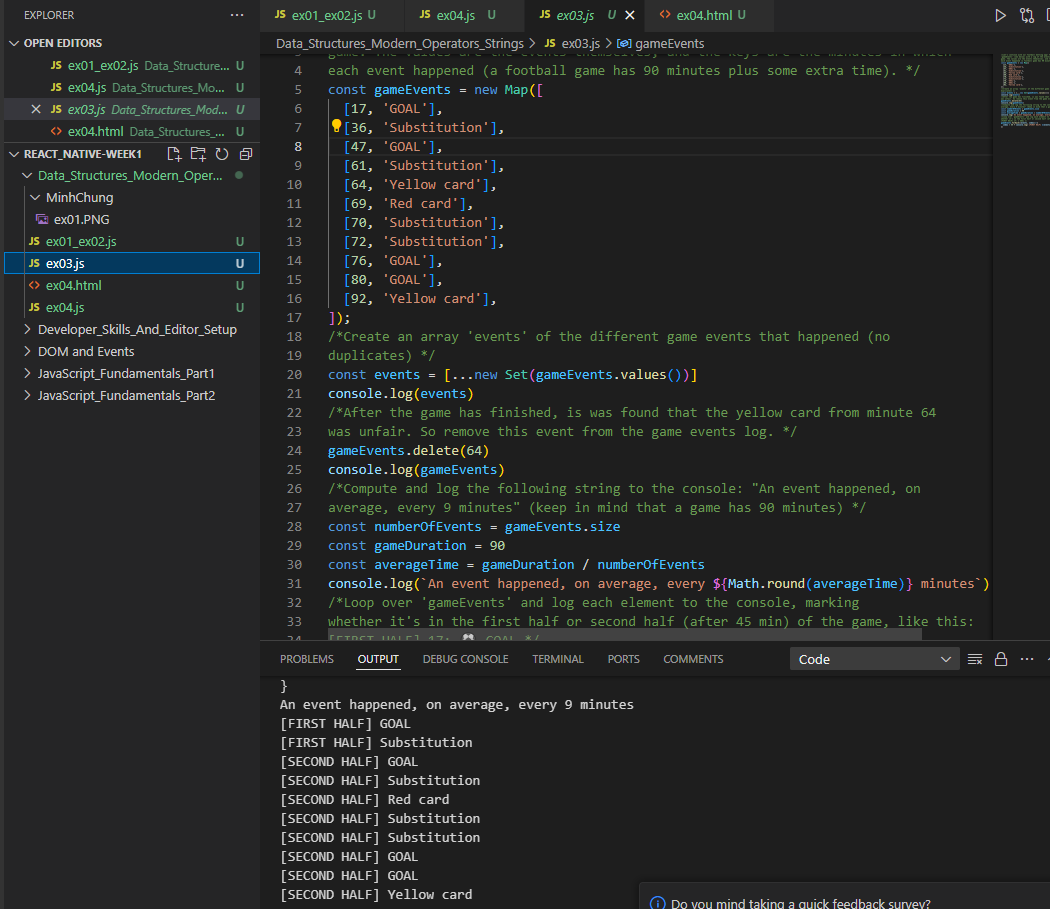 EXPLORER
···
OPEN EDITORS
JS ex01_ex02.js Data_Structure... U
JS ex04.js Data_Structures_Mo... U
JS ex03.js Data_Structures_Mod... U
<> ex04.html Data_Structures_... U
REACT_NATIVE-WEEK1
Data_Structures_Modern_Oper...
MinhChung
ex01.PNG
JS ex01_ex02.js U
JS ex03.js U
<> ex04.html U
JS ex04.js U
Developer_Skills_And_Editor_Setup
DOM and Events
JavaScript_Fundamentals_Part1
JavaScript_Fundamentals_Part2
JS ex01_ex02.js U JS ex04.js U JS ex03.js U <> ex04.html U
Data_Structures_Modern_Operators_Strings > JS ex03.js > gameEvents
4 each event happened (a football game has 90 minutes plus some extra time). */
5 const gameEvents = new Map([
6 [17, 'GOAL'],
7 [36, 'Substitution'],
8 [47, 'GOAL'],
9 [61, 'Substitution'],
10 [64, 'Yellow card'],
11 [69, 'Red card'],
12 [70, 'Substitution'],
13 [72, 'Substitution'],
14 [76, 'GOAL'],
15 [80, 'GOAL'],
16 [92, 'Yellow card'],
17 ]);
18 /*Create an array 'events' of the different game events that happened (no
19 duplicates) */
20 const events = [...new Set(gameEvents.values())]
21 console.log(events)
22 /*After the game has finished, is was found that the yellow card from minute 64
23 was unfair. So remove this event from the game events log. */
24 gameEvents.delete(64)
25 console.log(gameEvents)
26 /*Compute and log the following string to the console: "An event happened, on
27 average, every 9 minutes" (keep in mind that a game has 90 minutes) */
28 const numberOfEvents = gameEvents.size
29 const gameDuration = 90
30 const averageTime = gameDuration / numberOfEvents
31 console.log(`An event happened, on average, every ${Math.round(averageTime)} minutes`)
32 /*Loop over 'gameEvents' and log each element to the console, marking
33 whether it's in the first half or second half (after 45 min) of the game, like this:
34 [FIRST HALF] 17: GOAL */
PROBLEMS OUTPUT DEBUG CONSOLE TERMINAL PORTS COMMENTS Code ···
}
An event happened, on average, every 9 minutes
[FIRST HALF] GOAL
[FIRST HALF] Substitution
[SECOND HALF] GOAL
[SECOND HALF] Substitution
[SECOND HALF] Red card
[SECOND HALF] Substitution
[SECOND HALF] Substitution
[SECOND HALF] GOAL
[SECOND HALF] GOAL
[SECOND HALF] Yellow card
Do you mind taking a quick feedback survey?